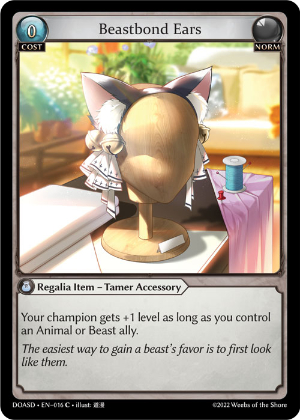 0
Beastbond Ears
COST
NORM
Regalia Item – Tamer Accessory
Your champion gets +1 level as long as you control
an Animal or Beast ally.
The easiest way to gain a beast's favor is to first look
like them.
DOASD • EN-016 C • illust:
©2022 Weebs of the Shore